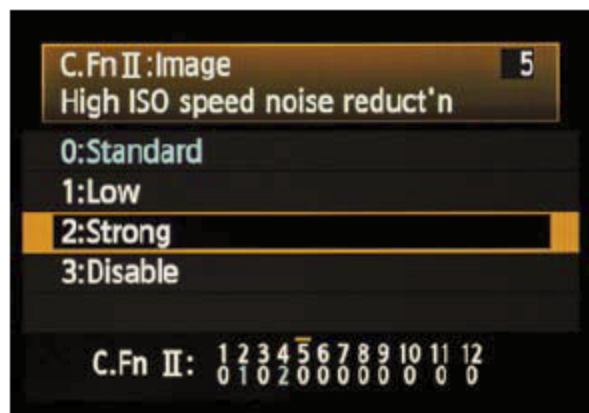 C.Fn II:Image 5
High ISO speed noise reduct'n
0:Standard
1:Low
2:Strong
3:Disable
C.Fn II: 1 2 3 4 5 6 7 8 9 10 11 12
0 1 0 2 0 0 0 0 0 0 0 0